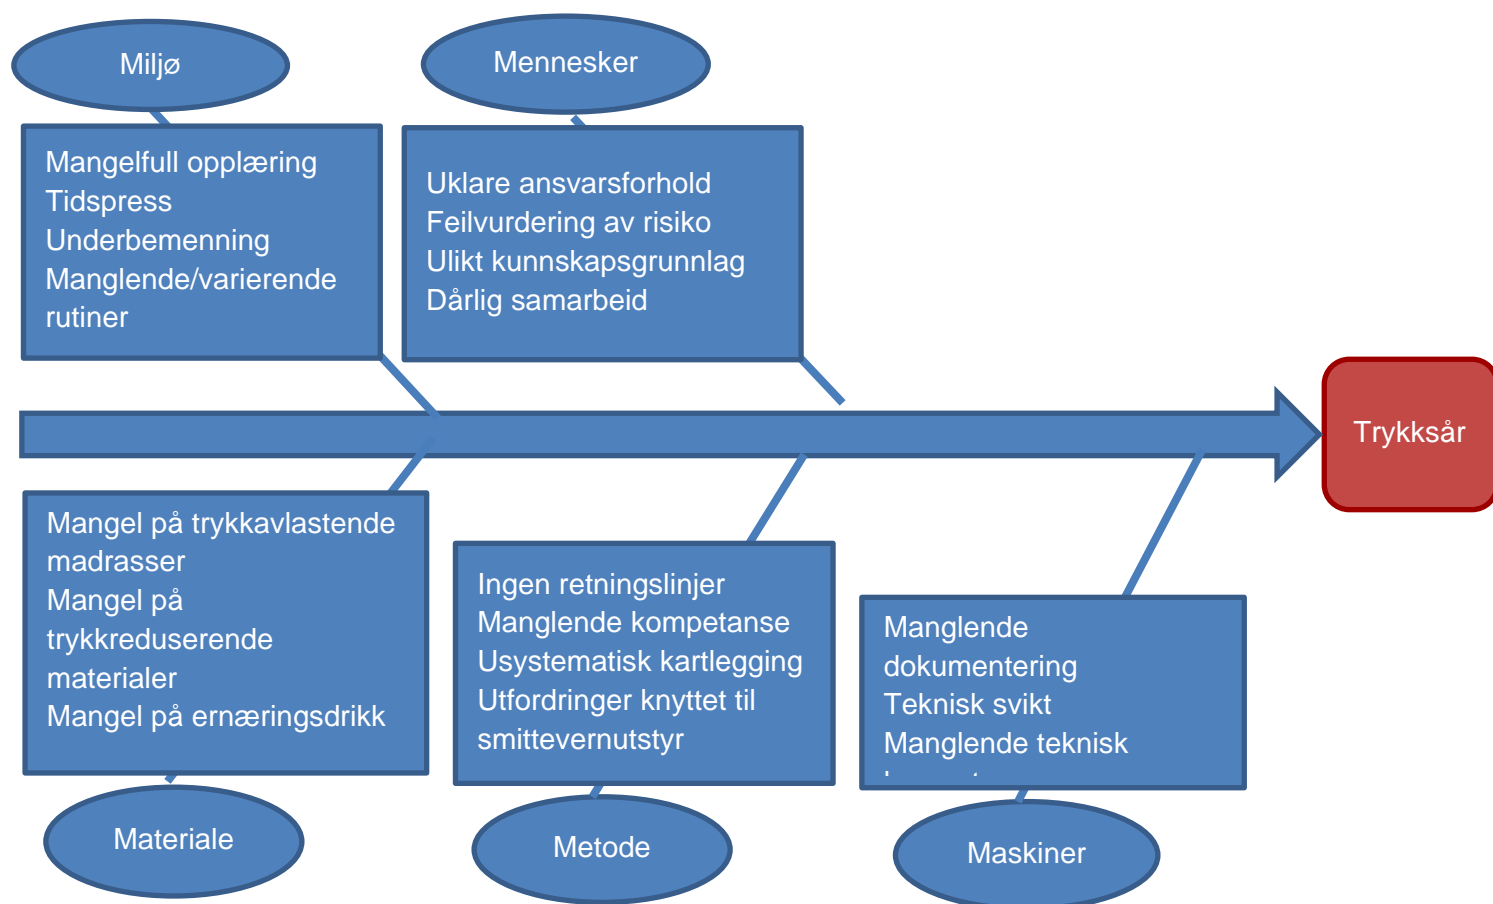 Miljø
Mennesker
Mangelfull opplæring
Tidspress
Underbemenning
Manglende/varierende
rutiner
Uklare ansvarsforhold
Feilvurdering av risiko
Ulikt kunnskapsgrunnlag
Dårlig samarbeid
Trykksår
Mangel på trykkavlastende
madrasser
Mangel på
trykkreduserende
materialer
Mangel på ernæringsdrikk
Ingen retningslinjer
Manglende kompetanse
Usystematisk kartlegging
Utfordringer knyttet til
smittevernutstyr
Manglende
dokumentering
Teknisk svikt
Manglende teknisk
Materiale
Metode
Maskiner